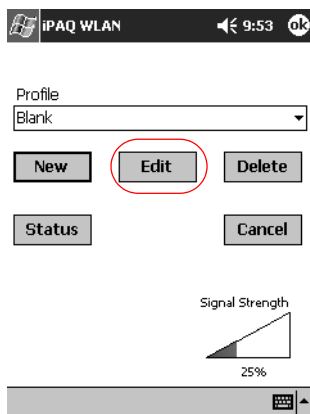 iPAQ WLAN 9:53 ok
Profile
Blank
New Edit Delete
Status Cancel
Signal Strength
25%